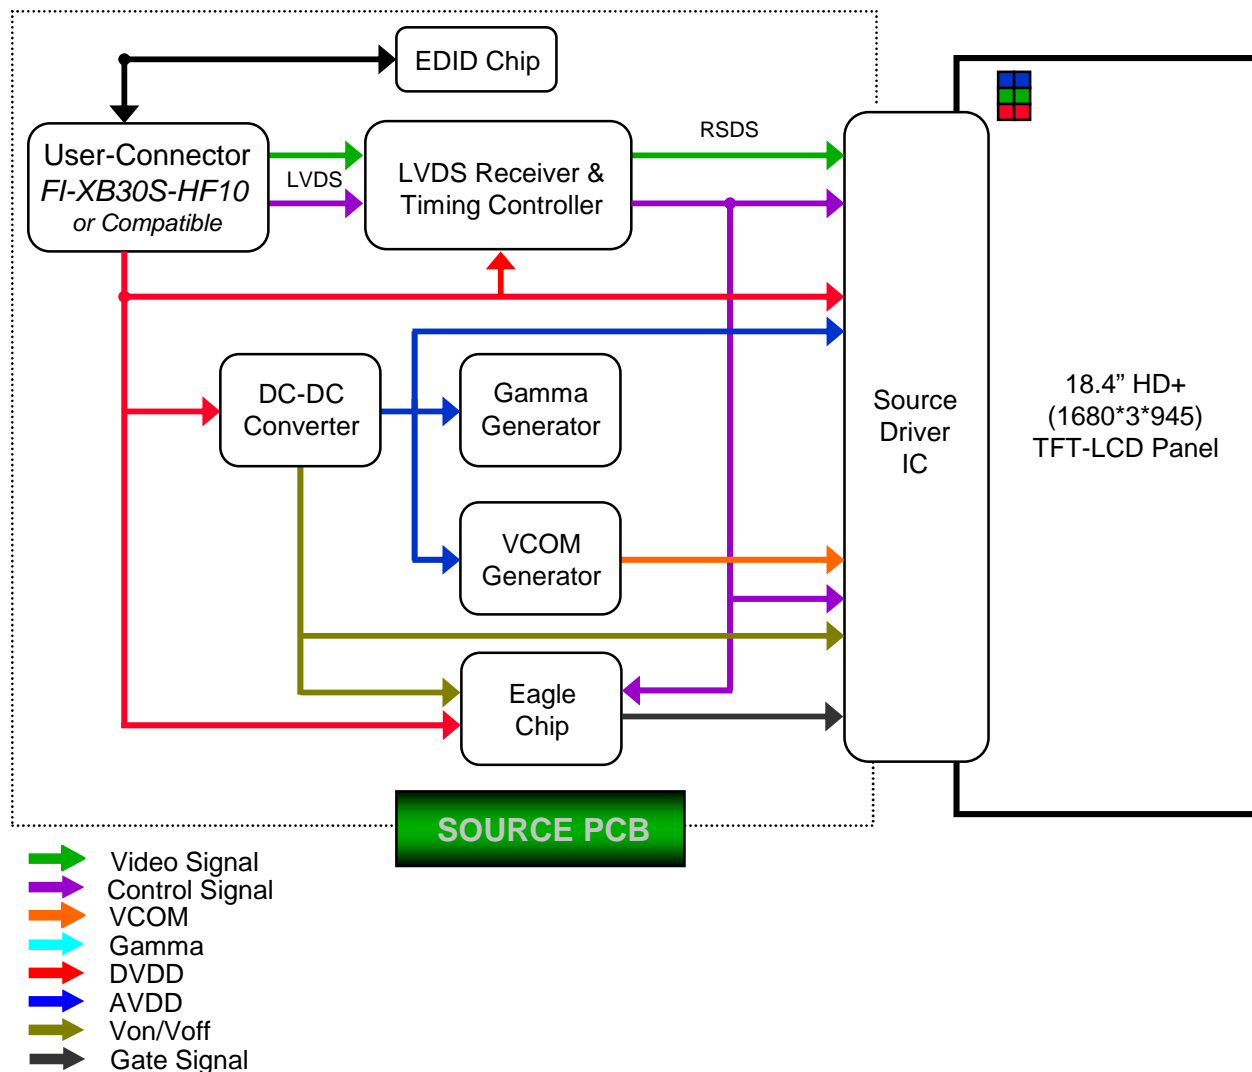 EDID Chip
User-Connector
FI-XB30S-HF10
or Compatible
LVDS
LVDS Receiver &
Timing Controller
RSDS
DC-DC
Converter
Gamma
Generator
VCOM
Generator
Eagle
Chip
Source
Driver
IC
18.4” HD+
(1680*3*945)
TFT-LCD Panel
SOURCE PCB
Video Signal
Control Signal
VCOM
Gamma
DVDD
AVDD
Von/Voff
Gate Signal